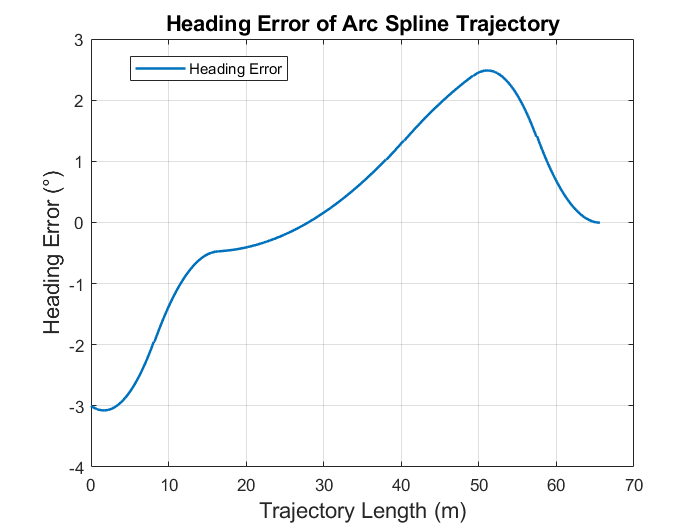 Heading Error of Arc Spline Trajectory
Heading Error
3
2
1
0
-1
-2
-3
-4
Heading Error (°)
0 10 20 30 40 50 60 70
Trajectory Length (m)